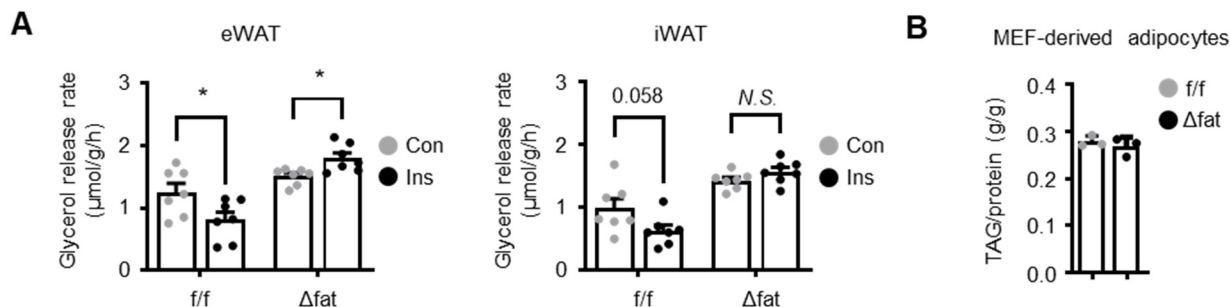 A
eWAT
Glycerol release rate
(μmol/g/h)
3
2
1
0
*
*
f/f
Δfat
Con
Ins
iWAT
Glycerol release rate
(μmol/g/h)
3
2
1
0
0.058
N.S.
f/f
Δfat
Con
Ins
B
MEF-derived adipocytes
TAG/protein (g/g)
0.4
0.3
0.2
0.1
0.0
f/f
Δfat